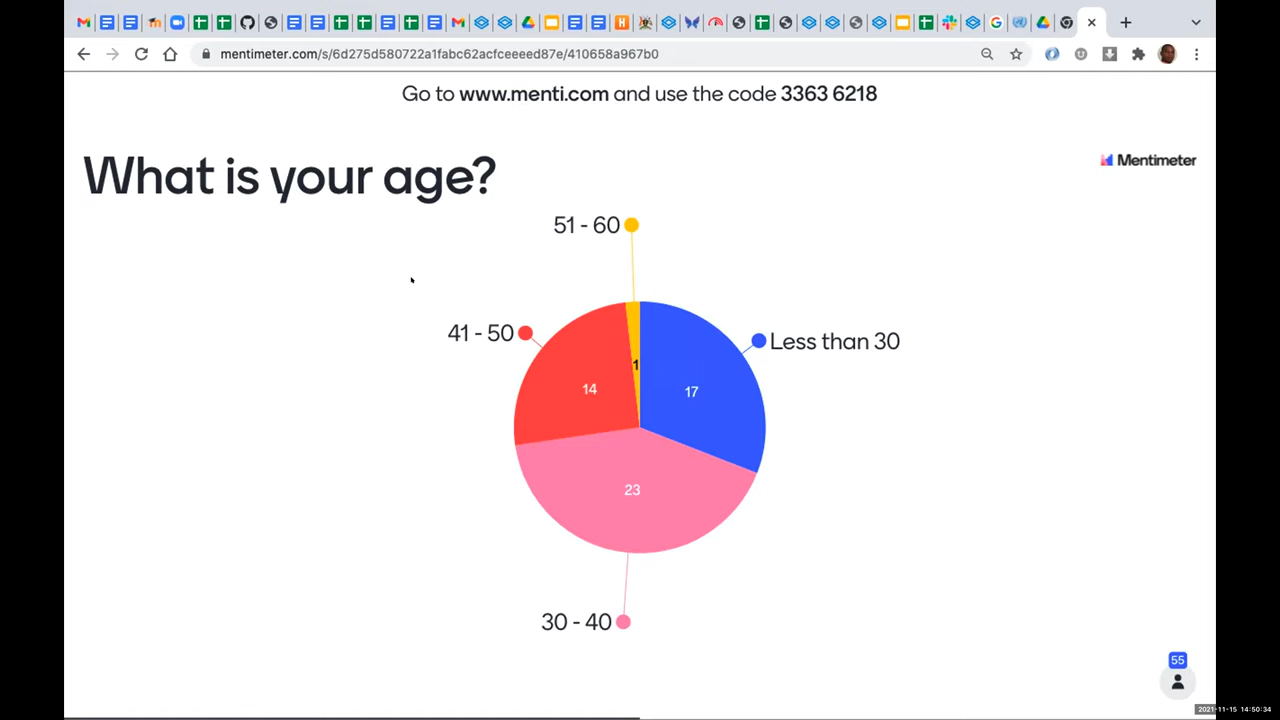 mentimeter.com/s/6d275d580722a1fabc62acfceeeed87e/410658a967b0
Go to www.menti.com and use the code 3363 6218
What is your age?
Mentimeter
51 - 60
41 - 50
Less than 30
1
14
17
23
30 - 40
55
2021-11-15 14:50:34